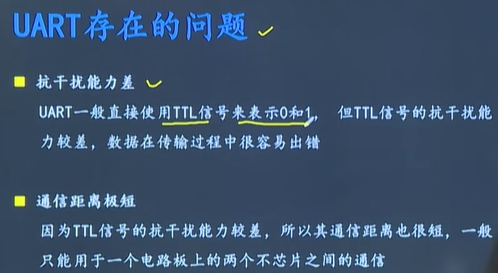 UART存在的问题
抗干扰能力差
UART一般直接使用TTL信号来表示0和1, 但TTL信号的抗干扰能
力较差, 数据在传输过程中很容易出错
通信距离极短
因为TTL信号的抗干扰能力较差, 所以其通信距离也很短, 一般
只能用于一个电路板上的两个不芯片之间的通信